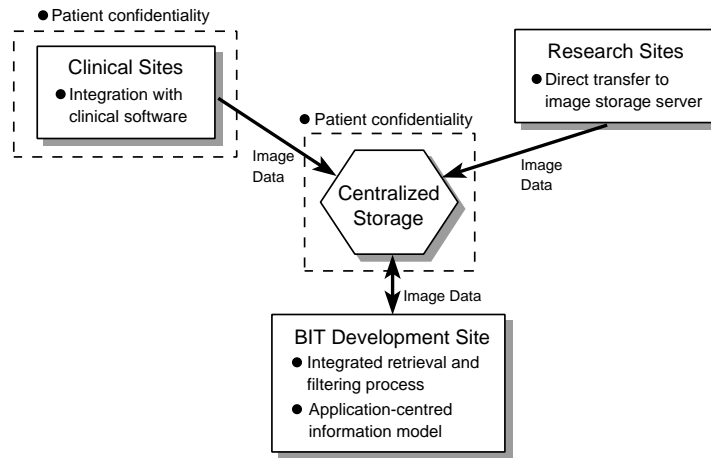 ● Patient confidentiality
Clinical Sites
● Integration with
clinical software
Research Sites
● Direct transfer to
image storage server
● Patient confidentiality
Image
Data
Image
Data
Centralized
Storage
Image Data
BIT Development Site
● Integrated retrieval and
filtering process
● Application-centred
information model